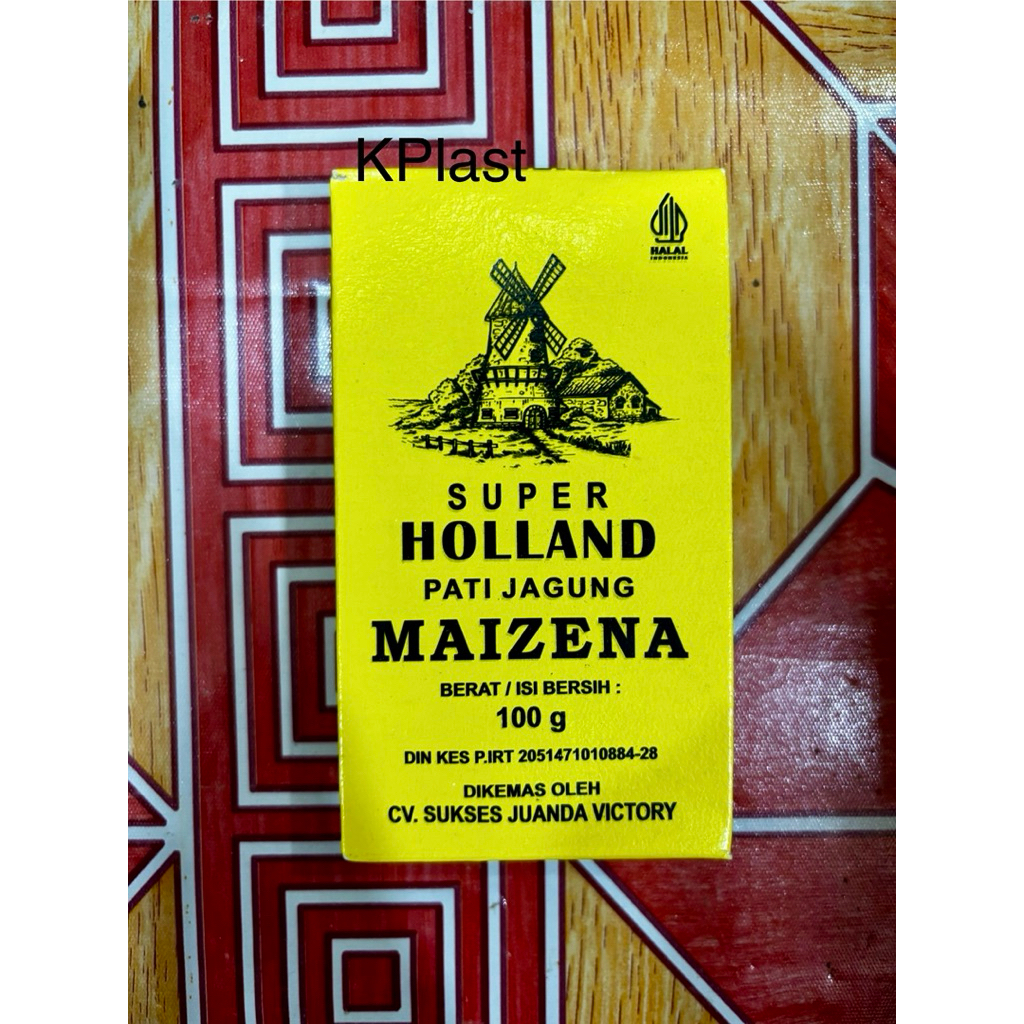 KPlast
HALAL
INDONESIA
SUPER
HOLLAND
PATI JAGUNG
MAIZENA
BERAT / ISI BERSIH :
100 g
DIN KES P.IRT 2051471010884-28
DIKEMAS OLEH
CV. SUKSES JUANDA VICTORY